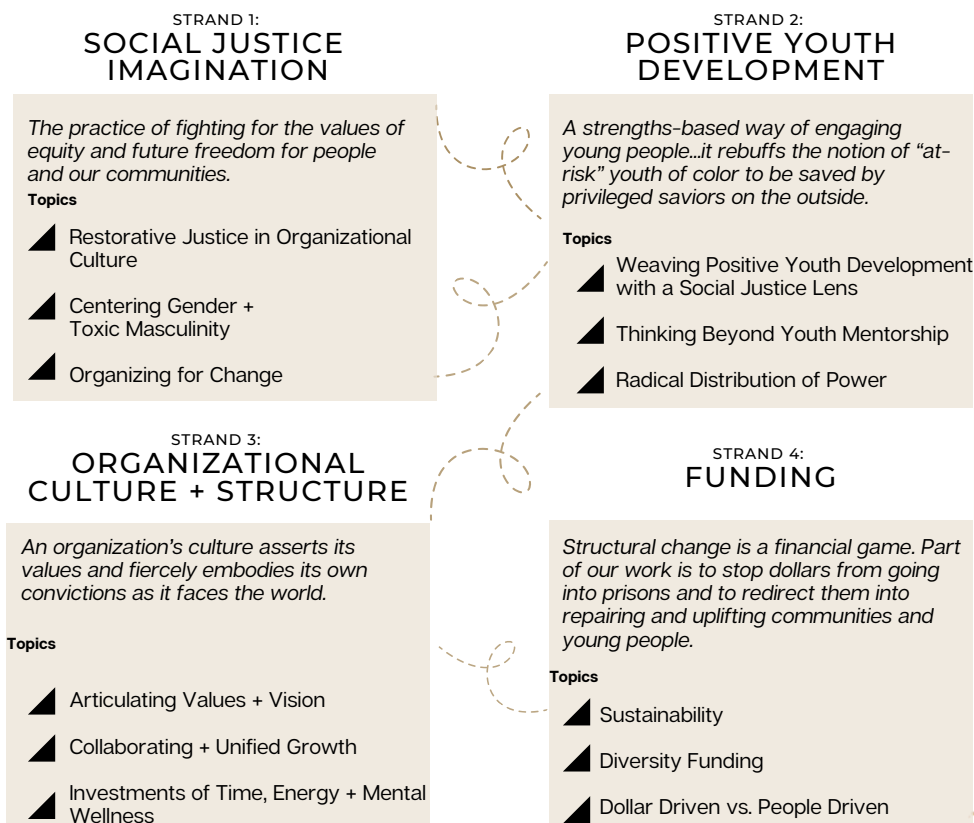 STRAND 1:
SOCIAL JUSTICE
IMAGINATION
The practice of fighting for the values of
equity and future freedom for people
and our communities.
Topics
Restorative Justice in Organizational
Culture
Centering Gender +
Toxic Masculinity
Organizing for Change
STRAND 2:
POSITIVE YOUTH
DEVELOPMENT
A strengths-based way of engaging
young people...it rebuffs the notion of “at-
risk” youth of color to be saved by
privileged saviors on the outside.
Topics
Weaving Positive Youth Development
with a Social Justice Lens
Thinking Beyond Youth Mentorship
Radical Distribution of Power
STRAND 3:
ORGANIZATIONAL
CULTURE + STRUCTURE
An organization’s culture asserts its
values and fiercely embodies its own
convictions as it faces the world.
Topics
Articulating Values + Vision
Collaborating + Unified Growth
Investments of Time, Energy + Mental
Wellness
STRAND 4:
FUNDING
Structural change is a financial game. Part
of our work is to stop dollars from going
into prisons and to redirect them into
repairing and uplifting communities and
young people.
Topics
Sustainability
Diversity Funding
Dollar Driven vs. People Driven